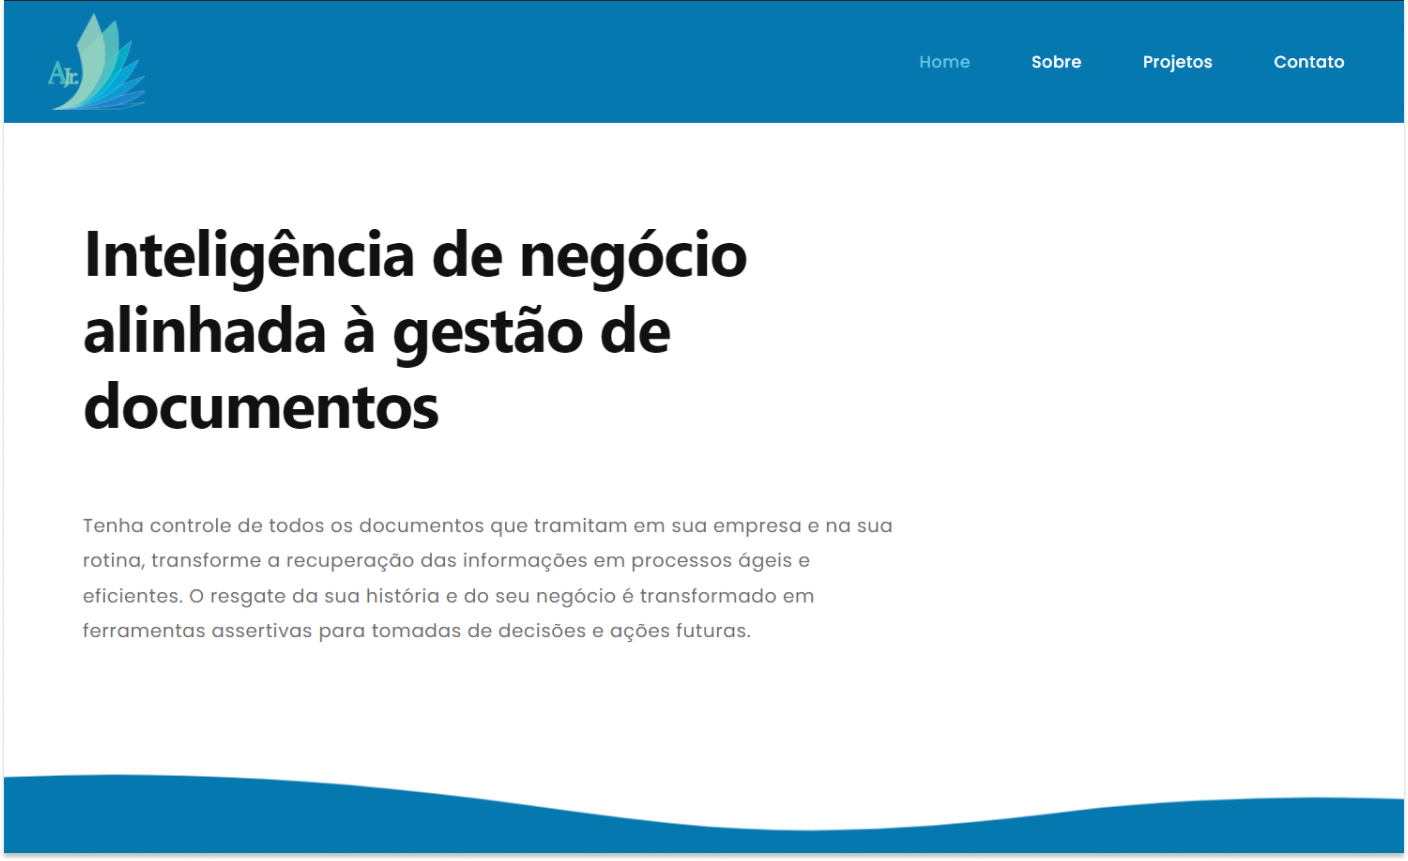 AJr.
Home Sobre Projetos Contato
Inteligência de negócio
alinhada à gestão de
documentos
Tenha controle de todos os documentos que tramitam em sua empresa e na sua
rotina, transforme a recuperação das informações em processos ágeis e
eficientes. O resgate da sua história e do seu negócio é transformado em
ferramentas assertivas para tomadas de decisões e ações futuras.